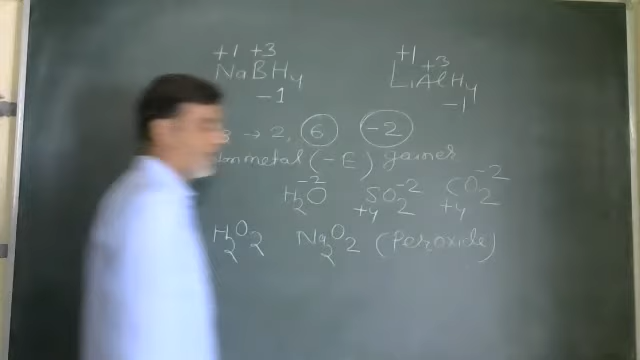 +1 +3 +1 +3
NaBH4 LiAlH4
-1 -1
→ 2, 6 -2
(-E) gainer
-2 -2 -2
H2O SO2 CO2
+4 +4
H2O2 Na2O2 (Peroxide)